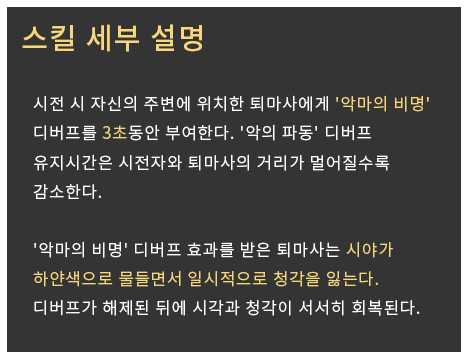 스킬 세부 설명
시전 시 자신의 주변에 위치한 퇴마사에게 '악마의 비명'
디버프를 3초동안 부여한다. '악의 파동' 디버프
유지시간은 시전자와 퇴마사의 거리가 멀어질수록
감소한다.
'악마의 비명' 디버프 효과를 받은 퇴마사는 시야가
하얀색으로 물들면서 일시적으로 청각을 잃는다.
디버프가 해제된 뒤에 시각과 청각이 서서히 회복된다.